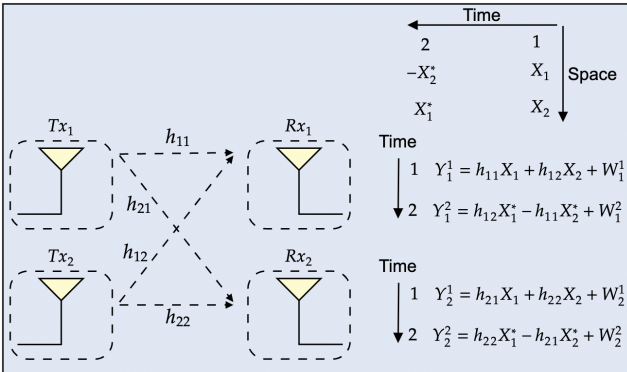 Time
2 1
−X₂* X₁ Space
X₁* X₂
Tx₁ Rx₁
h₁₁
h₂₁
h₁₂
Tx₂ Rx₂
h₂₂
Time
1 Y₁¹ = h₁₁X₁ + h₁₂X₂ + W₁¹
2 Y₁² = h₁₂X₁* − h₁₁X₂* + W₁²
Time
1 Y₂¹ = h₂₁X₁ + h₂₂X₂ + W₂¹
2 Y₂² = h₂₂X₁* − h₂₁X₂* + W₂²